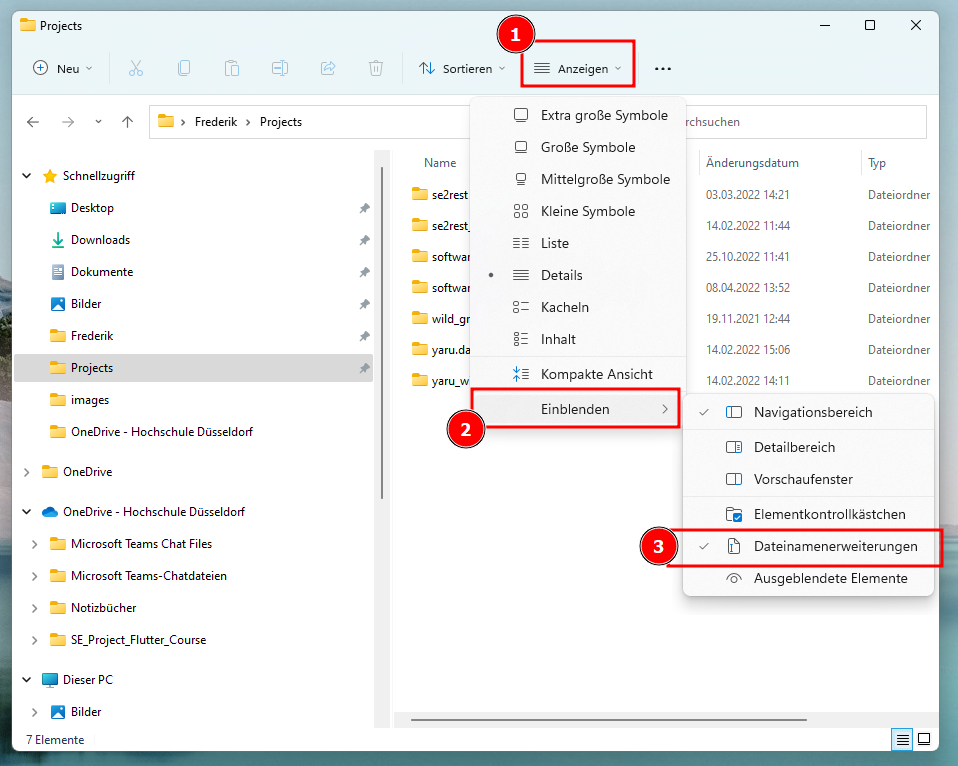 Projects
1
Neu
Sortieren
Anzeigen
Frederik
Projects
rchsuchen
Extra große Symbole
Große Symbole
Mittelgroße Symbole
Kleine Symbole
Liste
Details
Kacheln
Inhalt
Kompakte Ansicht
2
Einblenden
Schnellzugriff
Desktop
Downloads
Dokumente
Bilder
Frederik
Projects
images
OneDrive - Hochschule Düsseldorf
OneDrive
OneDrive - Hochschule Düsseldorf
Microsoft Teams Chat Files
Microsoft Teams-Chatdateien
Notizbücher
SE_Project_Flutter_Course
Dieser PC
Bilder
Name
Änderungsdatum
Typ
se2rest
03.03.2022 14:21
Dateiordner
se2rest_
14.02.2022 11:44
Dateiordner
softwar
25.10.2022 11:41
Dateiordner
softwar
08.04.2022 13:52
Dateiordner
wild_gr
19.11.2021 12:44
Dateiordner
yaru.da
14.02.2022 15:06
Dateiordner
yaru_w
14.02.2022 14:11
Dateiordner
Navigationsbereich
Detailbereich
Vorschaufenster
Elementkontrollkästchen
3
Dateinamenerweiterungen
Ausgeblendete Elemente
7 Elemente